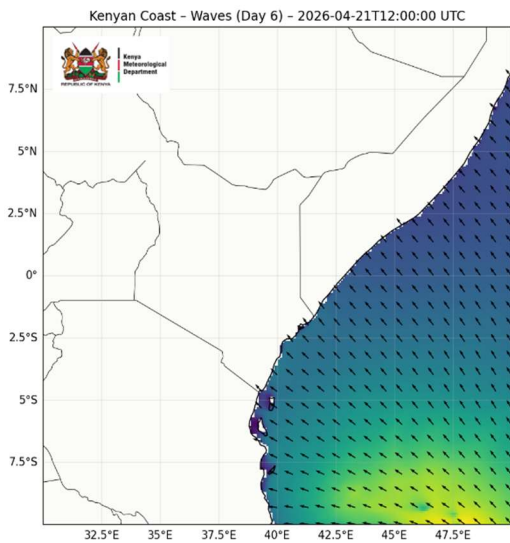 Kenyan Coast – Waves (Day 6) – 2026-04-21T12:00:00 UTC
Kenya
Meteorological
Department
REPUBLIC OF KENYA
7.5°N
5°N
2.5°N
0°
2.5°S
5°S
7.5°S
32.5°E
35°E
37.5°E
40°E
42.5°E
45°E
47.5°E